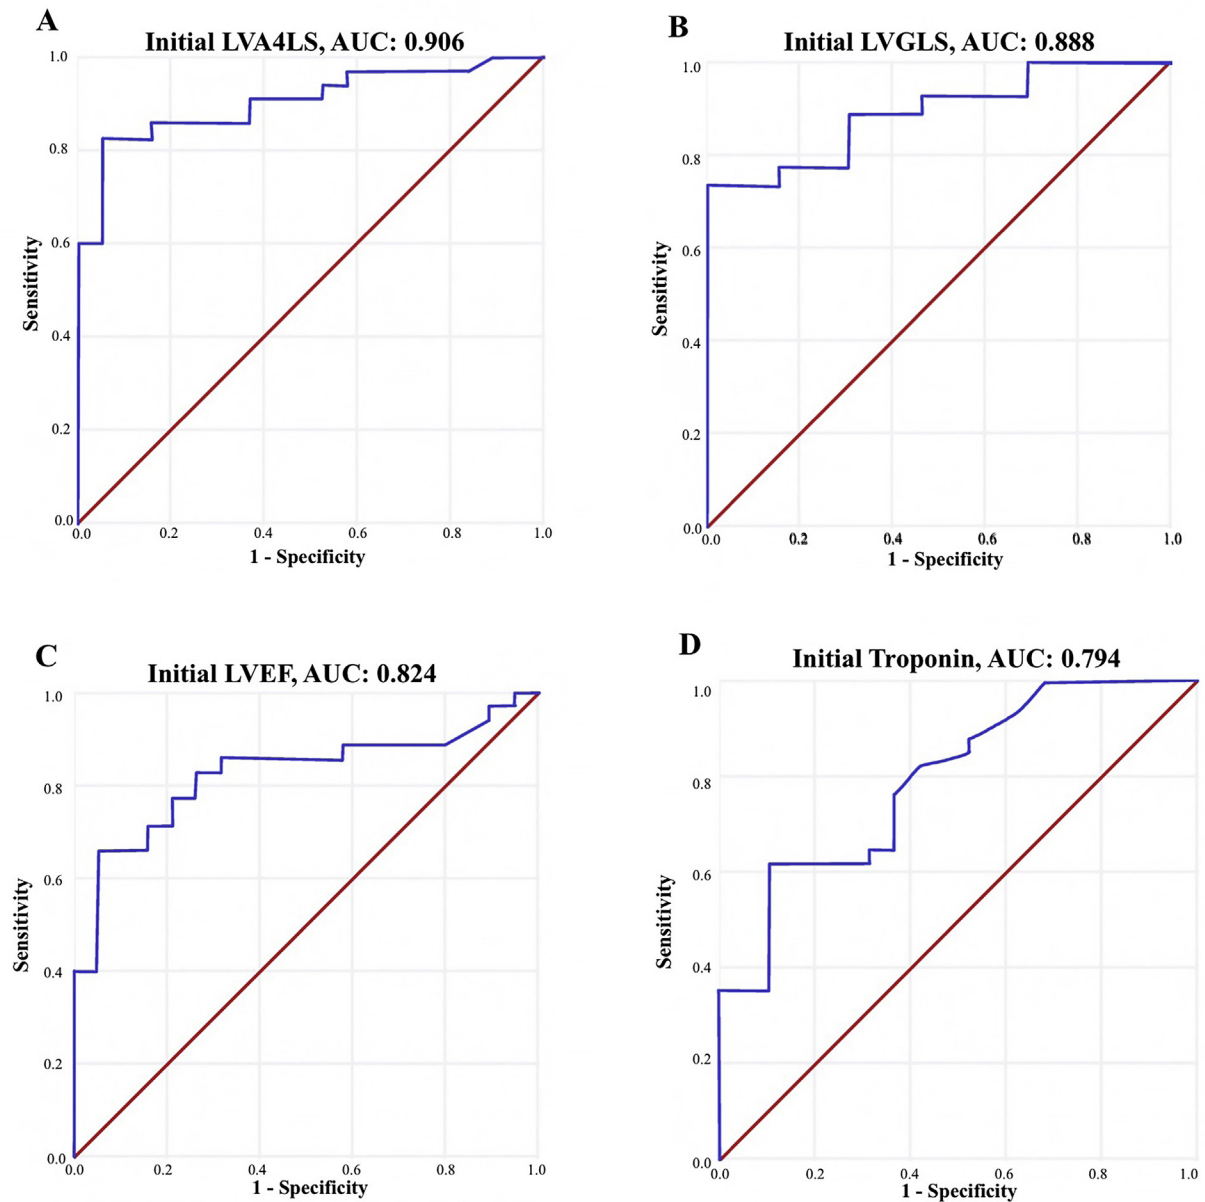 A
Initial LVA4LS, AUC: 0.906
1.0
0.8
0.6
0.4
0.2
0.0
Sensitivity
0.0 0.2 0.4 0.6 0.8 1.0
1 - Specificity
B
Initial LVGLS, AUC: 0.888
1.0
0.8
0.6
0.4
0.2
0.0
Sensitivity
0.0 0.2 0.4 0.6 0.8 1.0
1 - Specificity
C
Initial LVEF, AUC: 0.824
1.0
0.8
0.6
0.4
0.2
0.0
Sensitivity
0.0 0.2 0.4 0.6 0.8 1.0
1 - Specificity
D
Initial Troponin, AUC: 0.794
1.0
0.8
0.6
0.4
0.2
0.0
Sensitivity
0.0 0.2 0.4 0.6 0.8 1.0
1 - Specificity